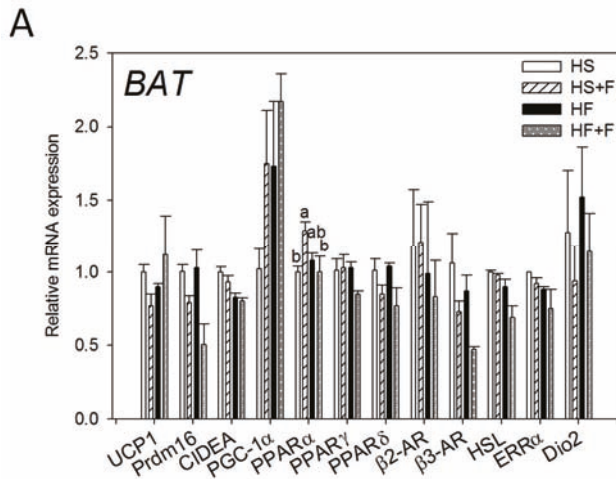 A
BAT
HS
HS+F
HF
HF+F
Relative mRNA expression
2.5
2.0
1.5
1.0
0.5
0.0
a
b
ab
b
UCP1
Prdm16
CIDEA
PGC-1α
PPARα
PPARγ
PPARδ
β2-AR
β3-AR
HSL
ERRα
Dio2